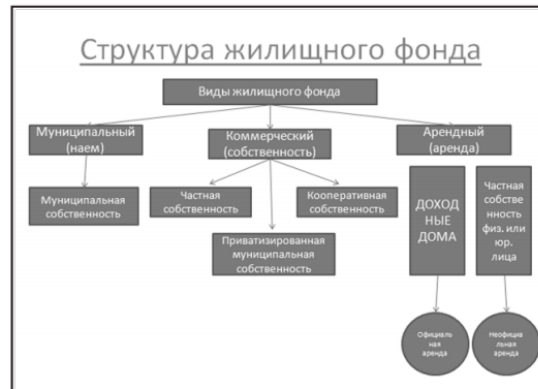 Структура жилищного фонда
Виды жилищного фонда
Муниципальный
(наем)
Коммерческий
(собственность)
Арендный
(аренда)
Муниципальная
собственность
Частная
собственность
Кооперативная
собственность
Приватизированная
муниципальная
собственность
ДОХОД
НЫЕ
ДОМА
Частная
собстве
нность
физ. или
юр.
лица
Официаль
ная
аренда
Неофициа
льная
аренда